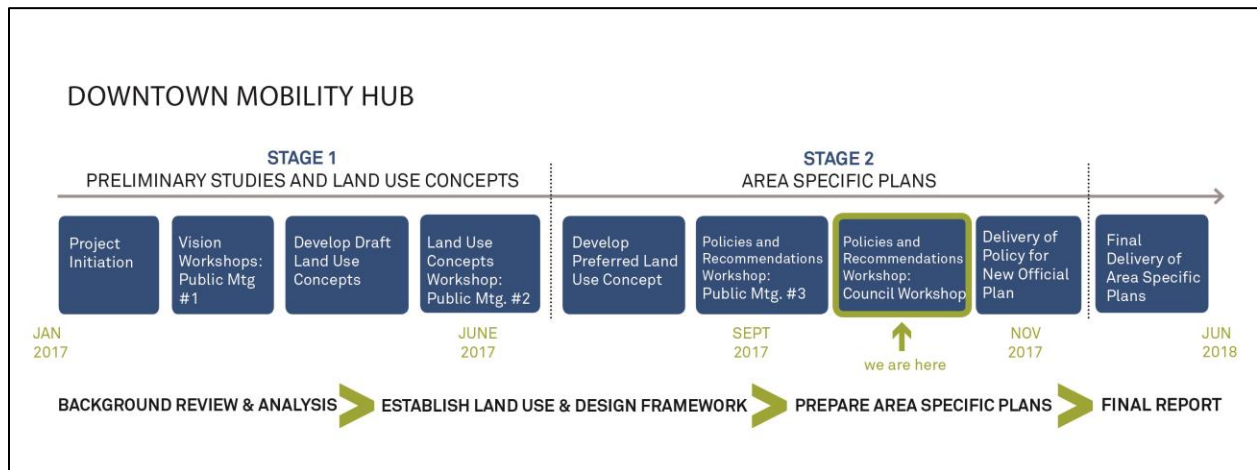 DOWNTOWN MOBILITY HUB
STAGE 1
PRELIMINARY STUDIES AND LAND USE CONCEPTS
STAGE 2
AREA SPECIFIC PLANS
Project
Initiation
Vision
Workshops:
Public Mtg
#1
Develop Draft
Land Use
Concepts
Land Use
Concepts
Workshop:
Public Mtg. #2
Develop
Preferred Land
Use Concept
Policies and
Recommendations
Workshop:
Public Mtg. #3
Policies and
Recommendations
Workshop:
Council Workshop
Delivery of
Policy for
New Official
Plan
Final
Delivery of
Area Specific
Plans
JAN
2017
JUNE
2017
SEPT
2017
we are here
NOV
2017
JUN
2018
BACKGROUND REVIEW & ANALYSIS
ESTABLISH LAND USE & DESIGN FRAMEWORK
PREPARE AREA SPECIFIC PLANS
FINAL REPORT